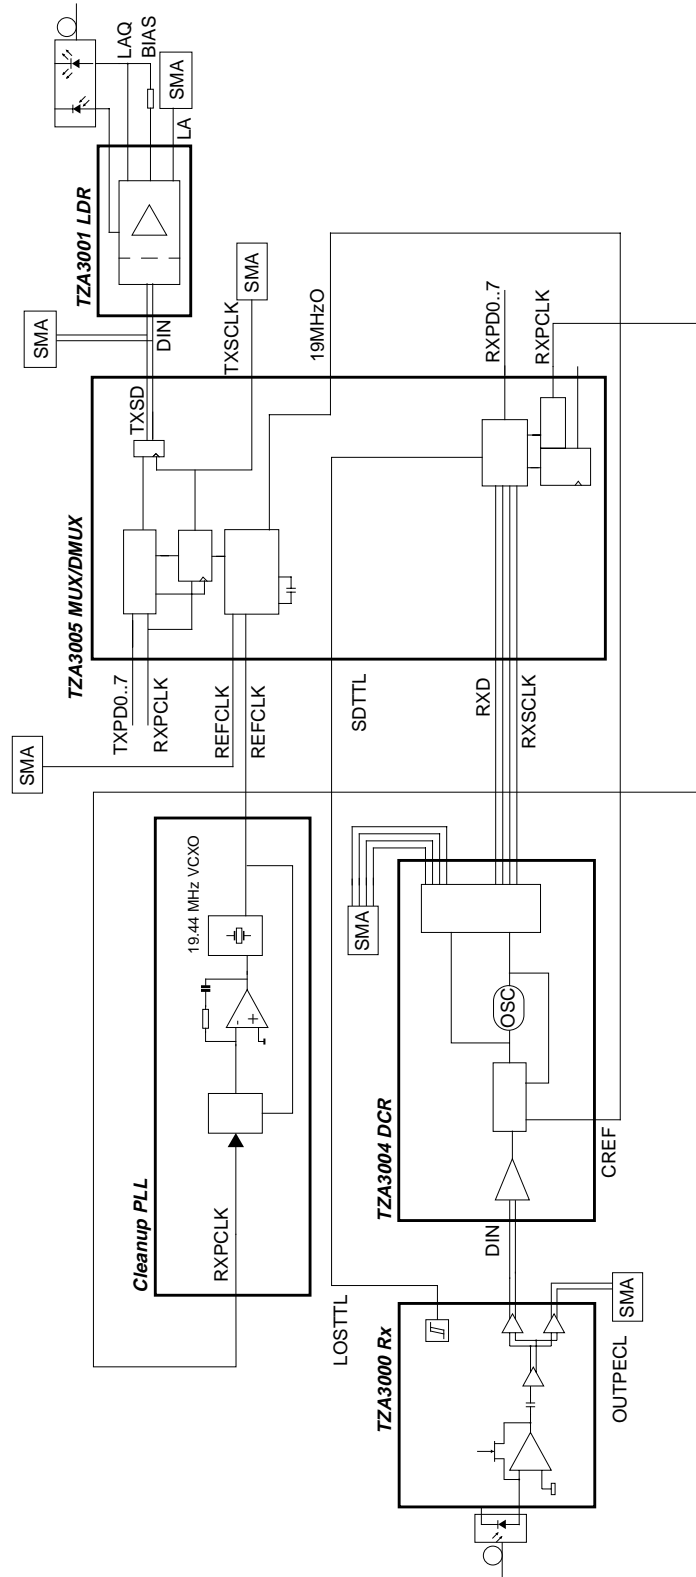 LAQ
BIAS
SMA
LA
TZA3001 LDR
SMA
DIN
SMA
TXSCLK
19MHzO
RXPD0..7
RXPCLK
TXSD
TZA3005 MUX/DMUX
TXPD0..7
RXPCLK
REFCLK
REFCLK
SDTTL
RXD
RXSCLK
SMA
19.44 MHz VCXO
-
+
Cleanup PLL
RXPCLK
SMA
OSC
TZA3004 DCR
CREF
DIN
LOSTTL
TZA3000 Rx
SMA
OUTPECL